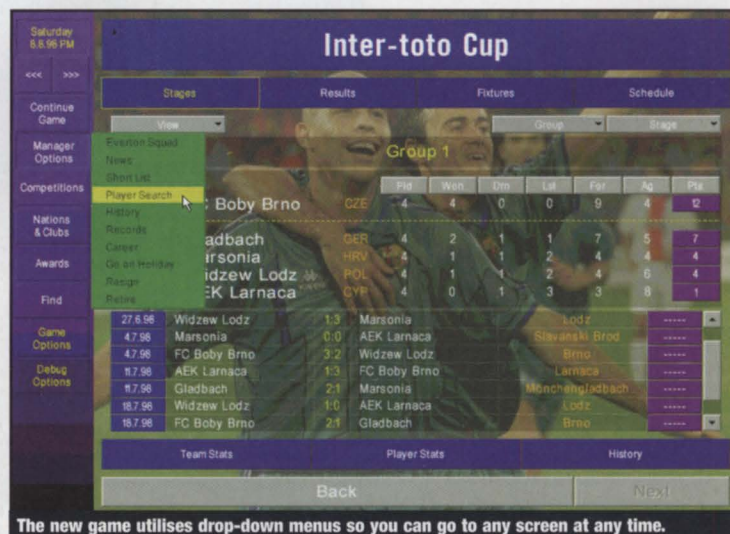 Saturday
8.8.98 PM
Inter-toto Cup
<<< >>>
Stages Results Fixtures Schedule
Continue
Game
View Group Stage
Manager
Options
Everton Squad
News
Short List
Player Search
History
Records
Career
Go on Holiday
Resign
Retire
Competitions
Nations
& Clubs
Awards
Find
Game
Options
Debug
Options
Group 1
Pld Won Drn Lst For Ag Pts
C Boby Brno CZE 4 4 0 0 9 4 12
adbach GER 4 2 1 1 7 5 7
arsonia HRV 4 1 1 2 4 4 4
idzew Lodz POL 4 1 1 2 4 6 4
EK Larnaca CYP 4 0 1 3 3 8 1
27.6.98 Widzew Lodz 1:3 Marsonia Lodz -----
4.7.98 Marsonia 0:0 AEK Larnaca Slavanski Brod -----
4.7.98 FC Boby Brno 3:2 Widzew Lodz Brno -----
11.7.98 AEK Larnaca 1:3 FC Boby Brno Larnaca -----
11.7.98 Gladbach 2:1 Marsonia Monchengladbach -----
18.7.98 Widzew Lodz 1:0 AEK Larnaca Lodz -----
18.7.98 FC Boby Brno 2:1 Gladbach Brno -----
Team Stats Player Stats History
Back Next
The new game utilises drop-down menus so you can go to any screen at any time.